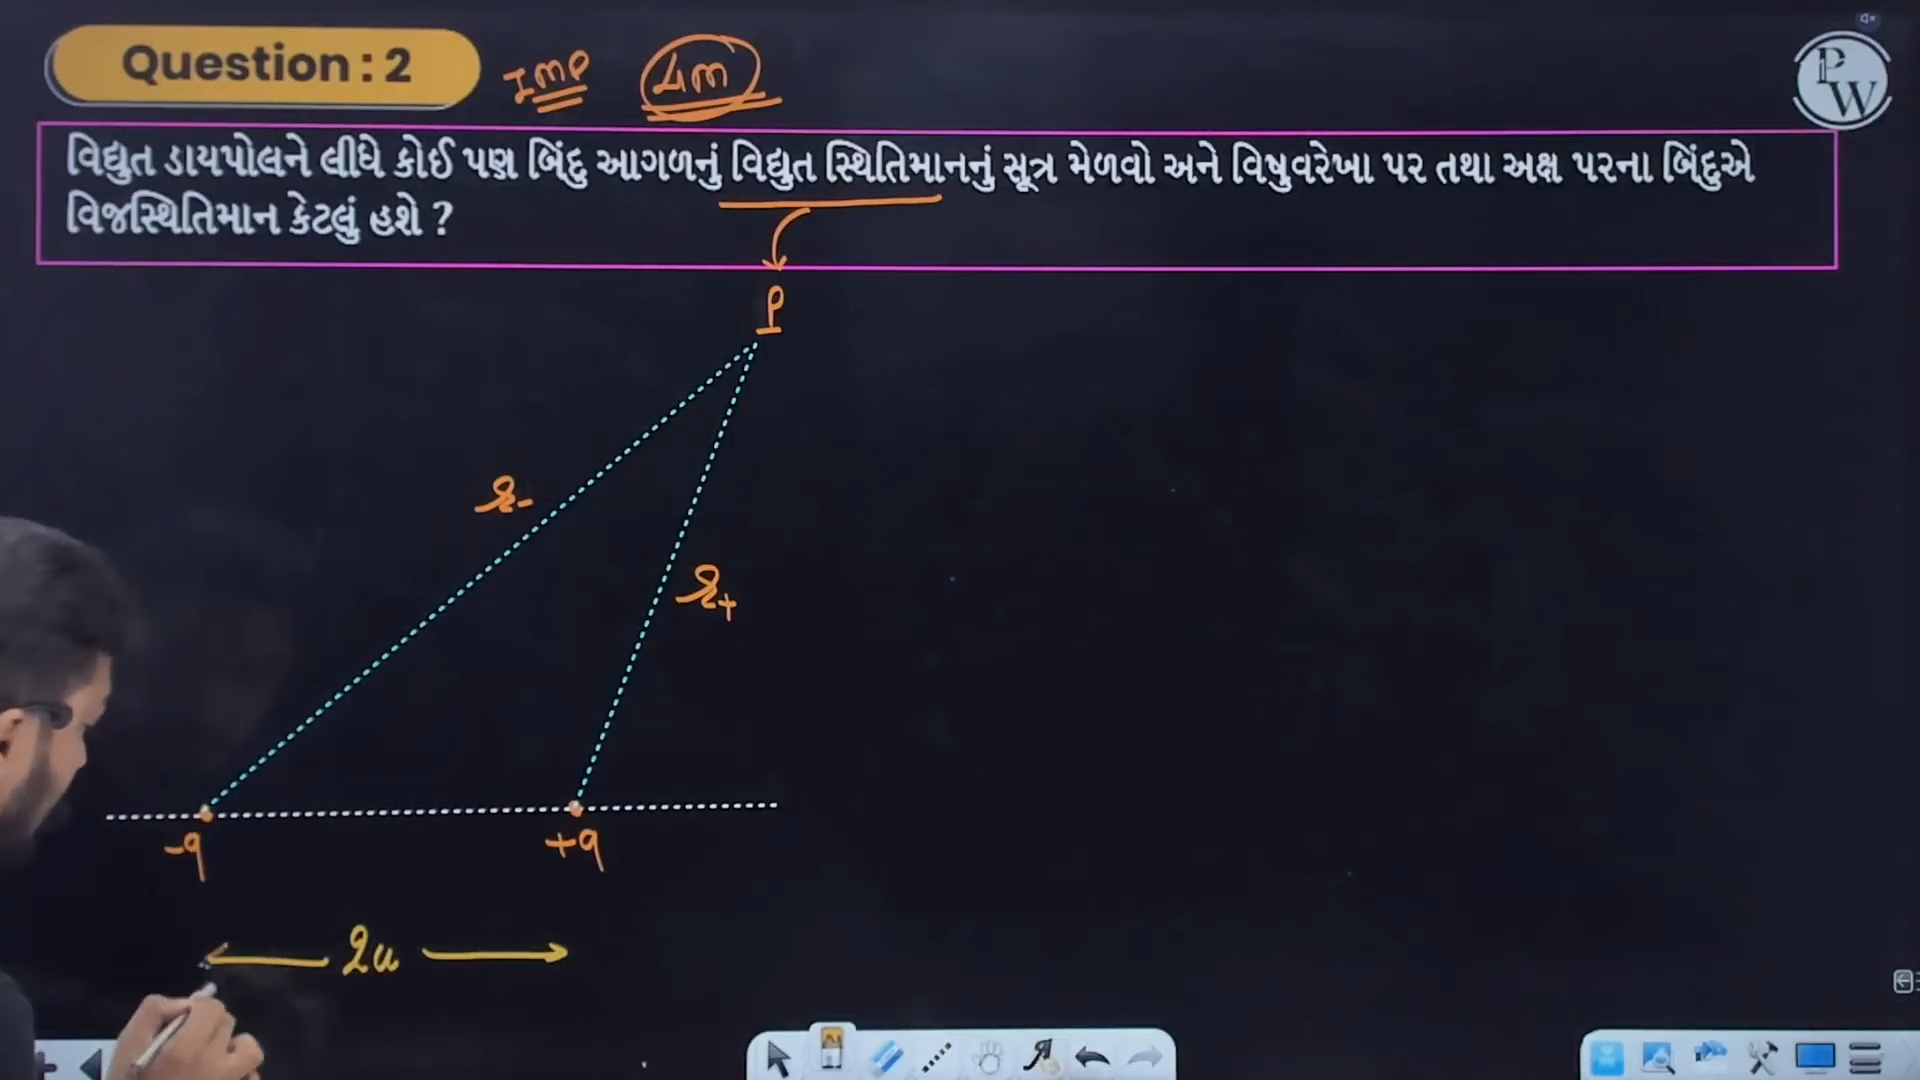 Question : 2
IMP
4m
PW
વિદ્યુત ડાયપોલને લીધે કોઈ પણ બિંદુ આગળનું વિદ્યુત સ્થિતિમાનનું સૂત્ર મેળવો અને વિષુવરેખા પર તથા અક્ષ પરના બિંદુએ
વિજસ્થિતિમાન કેટલું હશે ?
P
r-
r+
-q
+q
2a